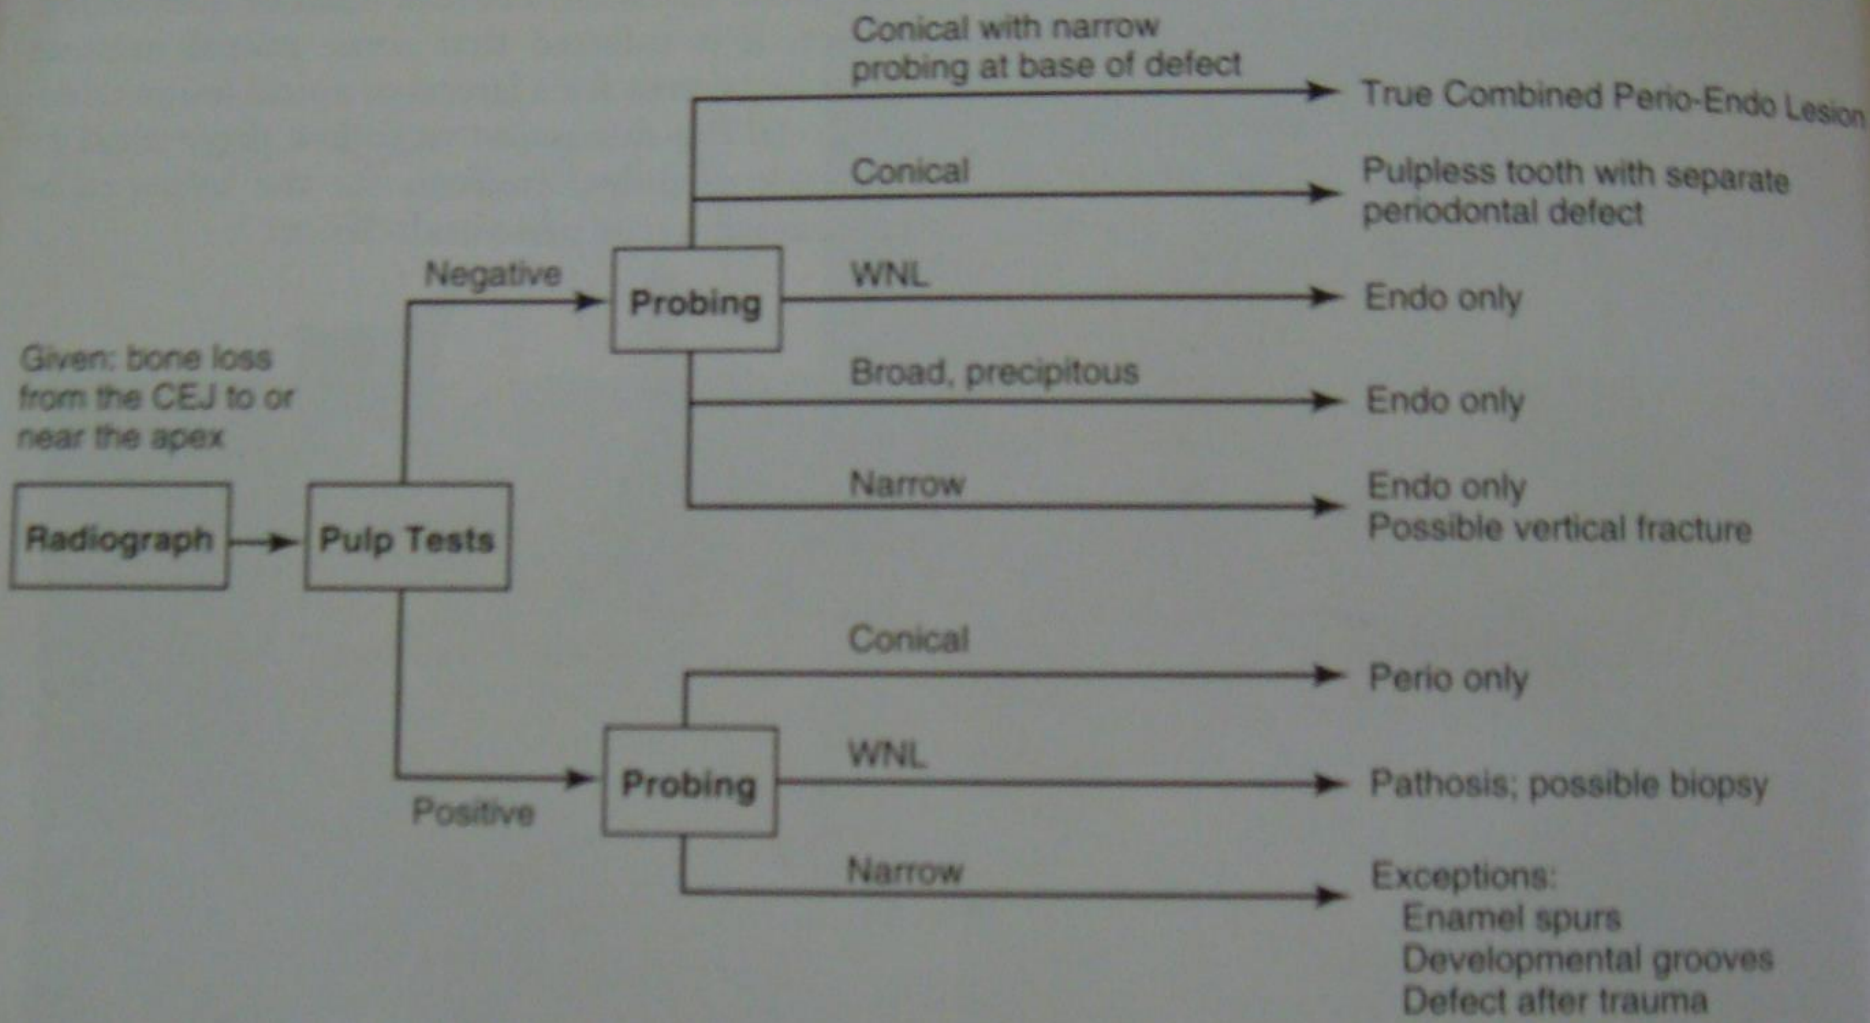 Conical with narrow
probing at base of defect
True Combined Perio-Endo Lesion
Conical
Pulpless tooth with separate
periodontal defect
Negative
Probing
WNL
Endo only
Given: bone loss
from the CEJ to or
near the apex
Broad, precipitous
Endo only
Narrow
Endo only
Possible vertical fracture
Radiograph
Pulp Tests
Conical
Perio only
Probing
WNL
Pathosis; possible biopsy
Positive
Narrow
Exceptions:
Enamel spurs
Developmental grooves
Defect after trauma